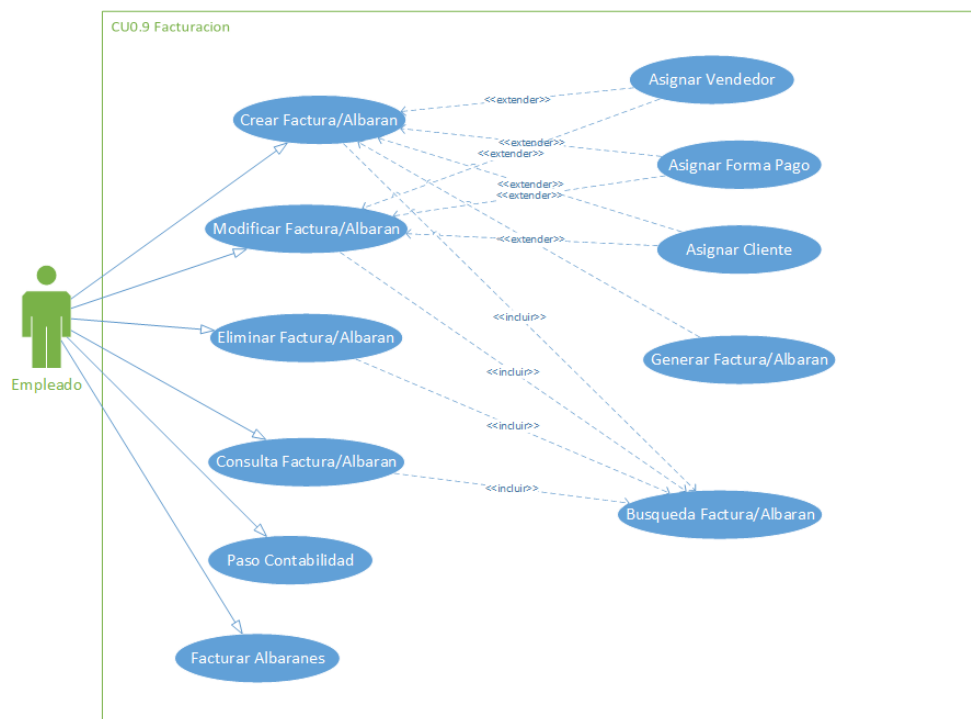 CU0.9 Facturacion
Asignar Vendedor
<<extender>>
Crear Factura/Albaran
<<extender>>
<<extender>>
Asignar Forma Pago
<<extender>>
<<extender>>
Modificar Factura/Albaran
<<extender>>
Asignar Cliente
<<incluir>>
Eliminar Factura/Albaran
Generar Factura/Albaran
<<incluir>>
Empleado
<<incluir>>
Consulta Factura/Albaran
<<incluir>>
Busqueda Factura/Albaran
Paso Contabilidad
Facturar Albaranes